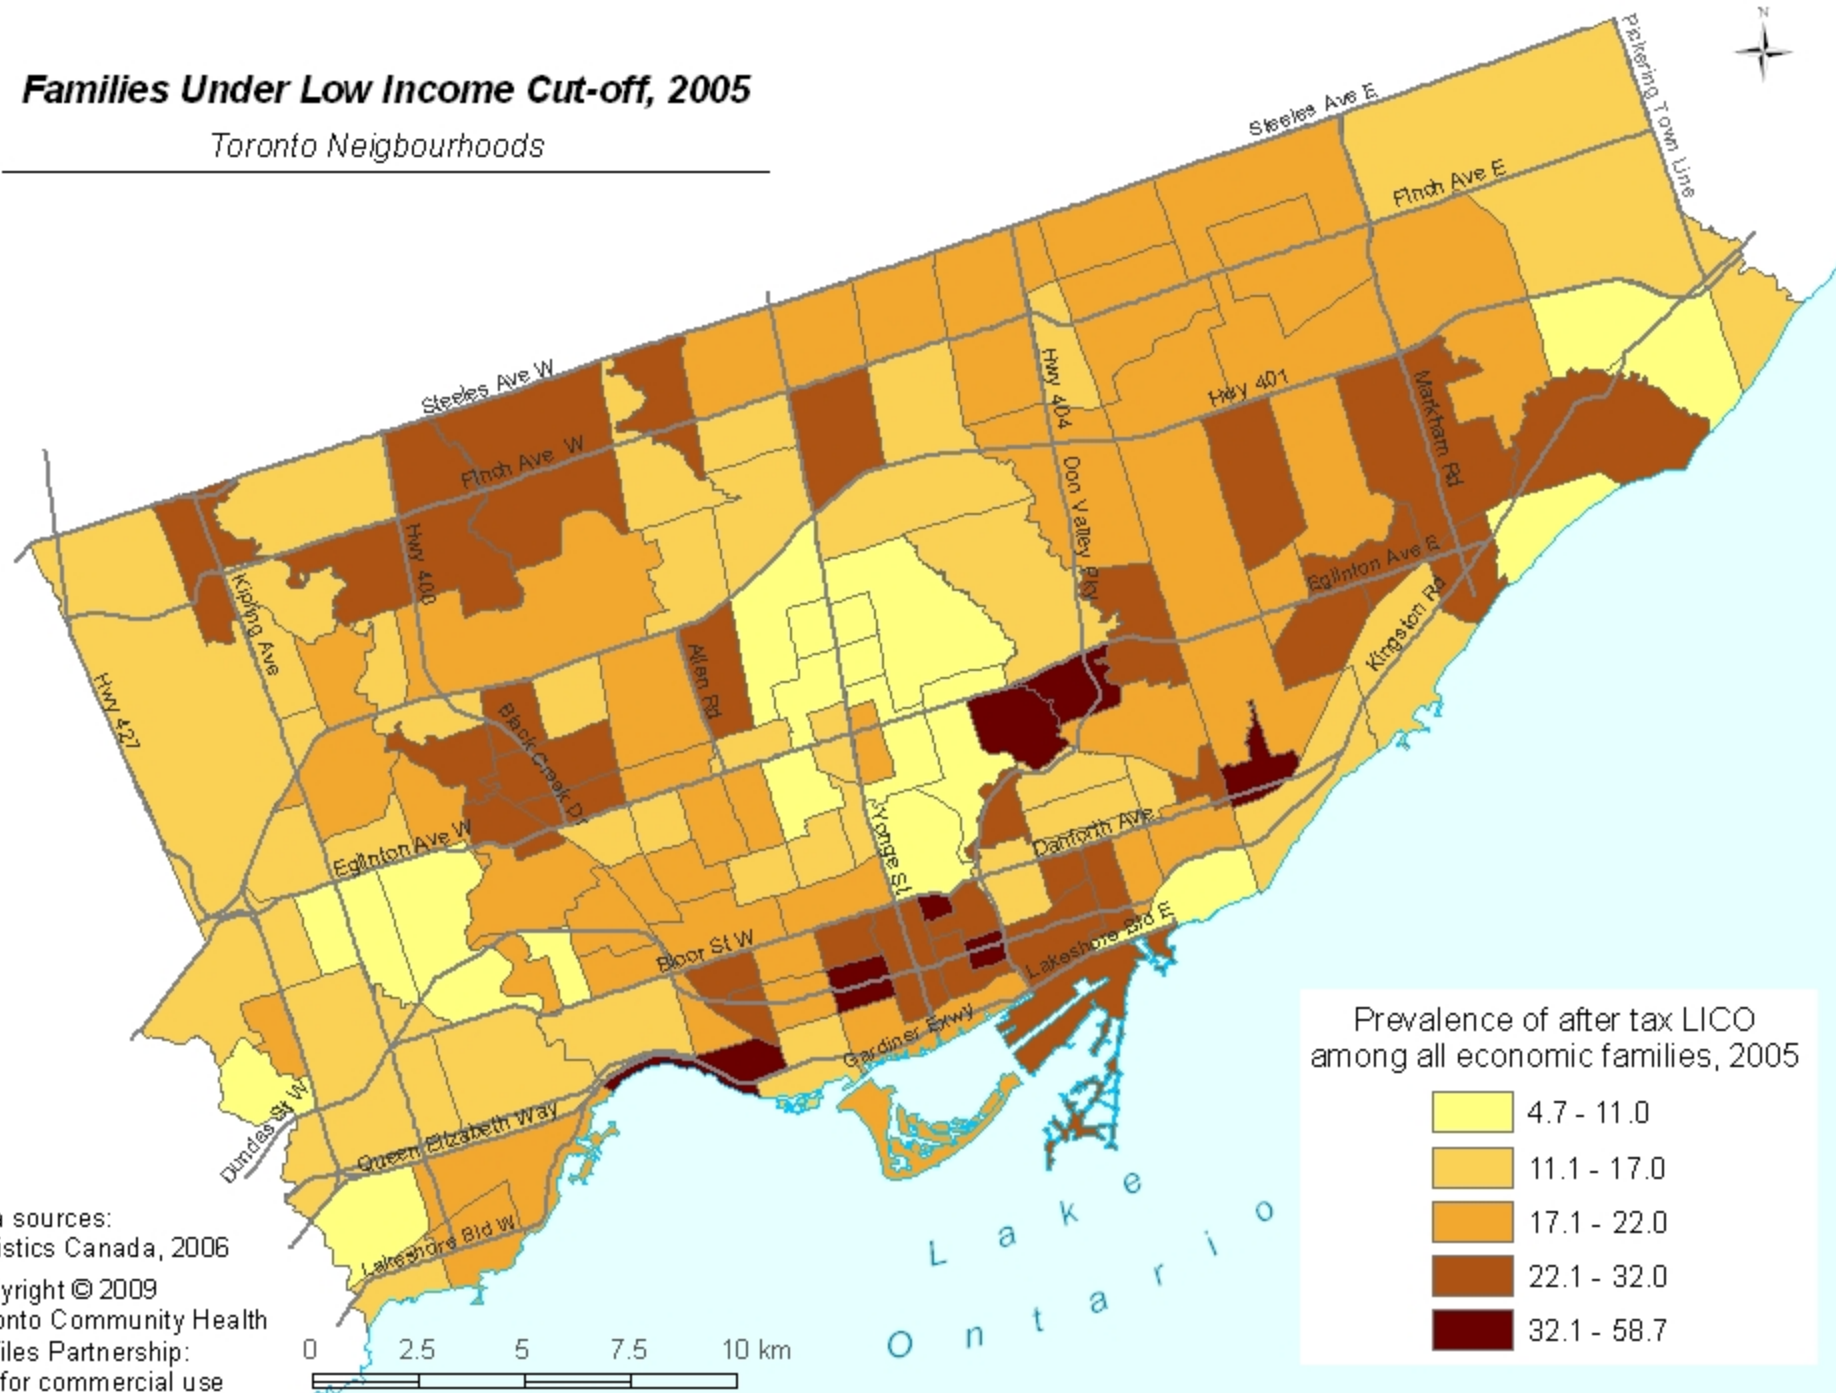 Families Under Low Income Cut-off, 2005
Toronto Neigbourhoods
N
Pickering Town Line
Steeles Ave E
Finch Ave E
Steeles Ave W
Finch Ave W
Hwy 404
Hwy 401
Markham Rd
Don Valley Pky
Hwy 400
Kipling Ave
Eglinton Ave E
Kingston Rd
Hwy 427
Allen Rd
Black Creek Dr
Eglinton Ave W
Yonge St
Danforth Ave
Bloor St W
Lakeshore Bld E
Gardiner Exwy
Dundas St W
Queen Elizabeth Way
Lakeshore Bld W
Lake
Ontario
Prevalence of after tax LICO
among all economic families, 2005
4.7 - 11.0
11.1 - 17.0
17.1 - 22.0
22.1 - 32.0
32.1 - 58.7
sources:
istics Canada, 2006
yright © 2009
onto Community Health
iles Partnership:
for commercial use
0 2.5 5 7.5 10 km